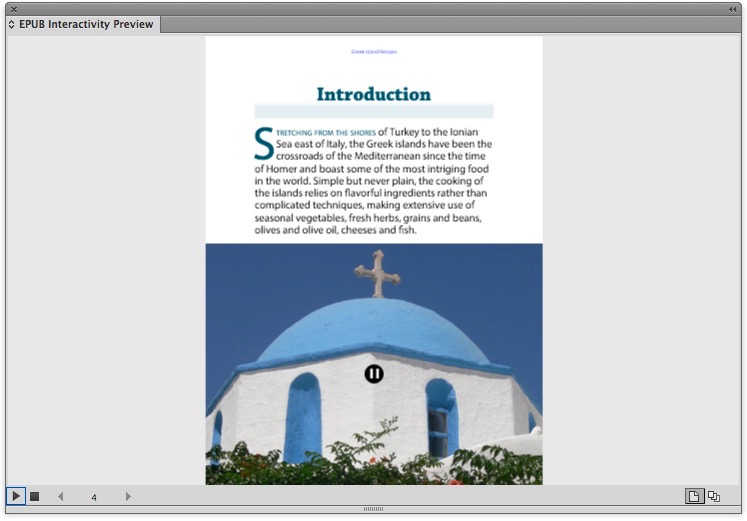 EPUB Interactivity Preview
Greek Island Recipes
Introduction
STRETCHING FROM THE SHORES of Turkey to the Ionian
Sea east of Italy, the Greek islands have been the
crossroads of the Mediterranean since the time
of Homer and boast some of the most intriging food
in the world. Simple but never plain, the cooking of
the islands relies on flavorful ingredients rather than
complicated techniques, making extensive use of
seasonal vegetables, fresh herbs, grains and beans,
olives and olive oil, cheeses and fish.
4